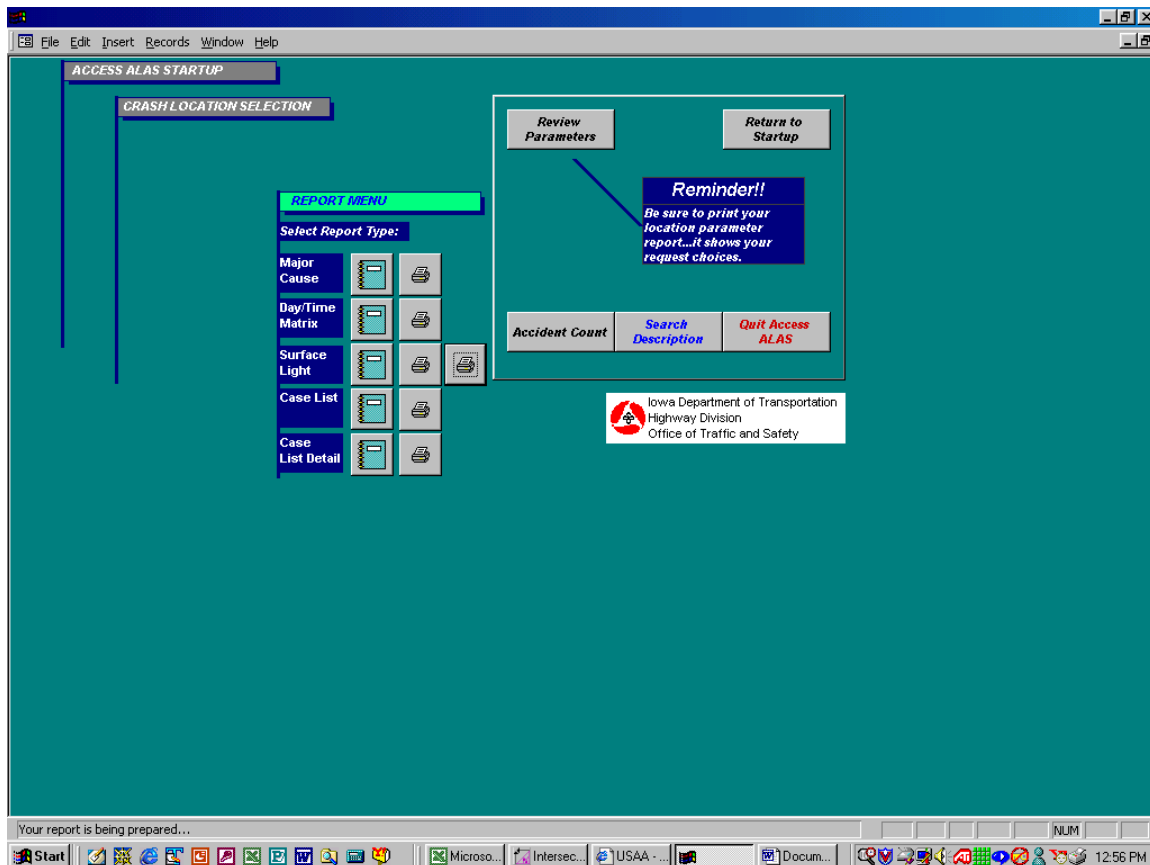 File Edit Insert Records Window Help
ACCESS ALAS STARTUP
CRASH LOCATION SELECTION
Review
Parameters
Return to
Startup
Reminder!!
Be sure to print your
location parameter
report...it shows your
request choices.
REPORT MENU
Select Report Type:
Major
Cause
Day/Time
Matrix
Surface
Light
Case List
Case
List Detail
Accident Count
Search
Description
Quit Access
ALAS
Iowa Department of Transportation
Highway Division
Office of Traffic and Safety
Your report is being prepared...
NUM
Start
Microso...
Intersec...
USAA - ...
Docum...
12:56 PM